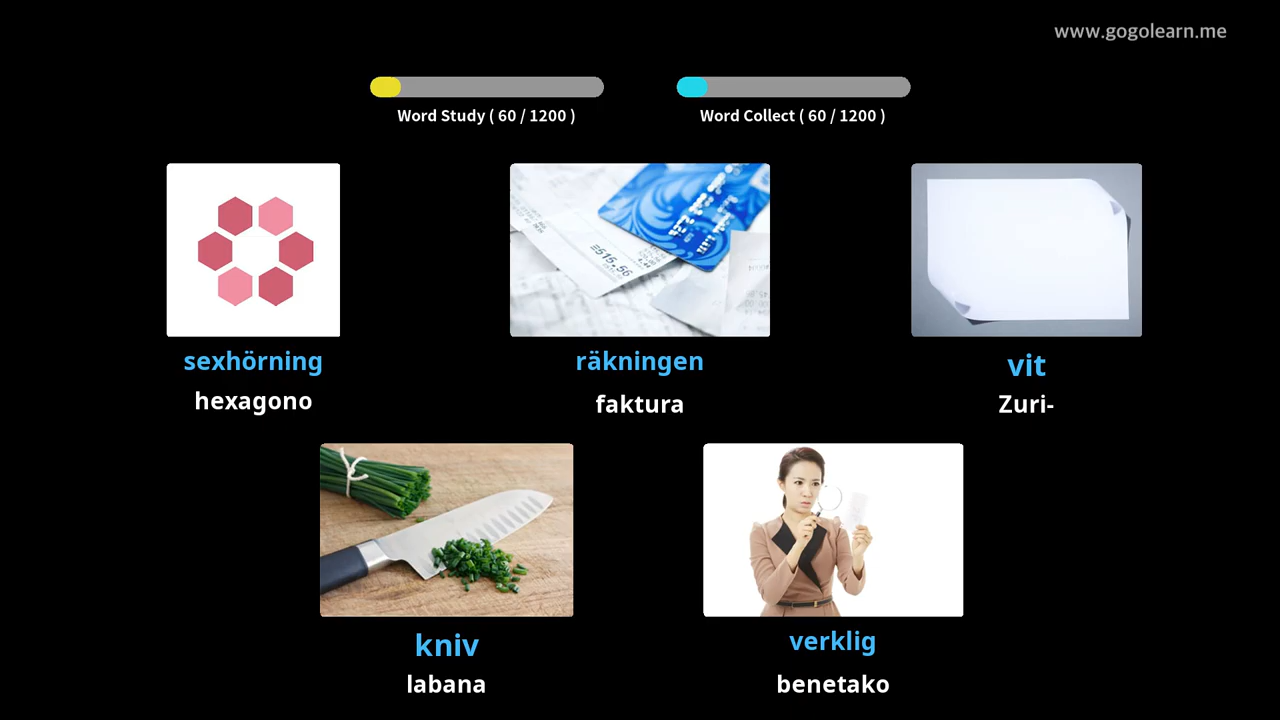 www.gogolearn.me
Word Study ( 60 / 1200 )
Word Collect ( 60 / 1200 )
sexhörning
hexagono
räkningen
faktura
vit
Zuri-
kniv
labana
verklig
benetako